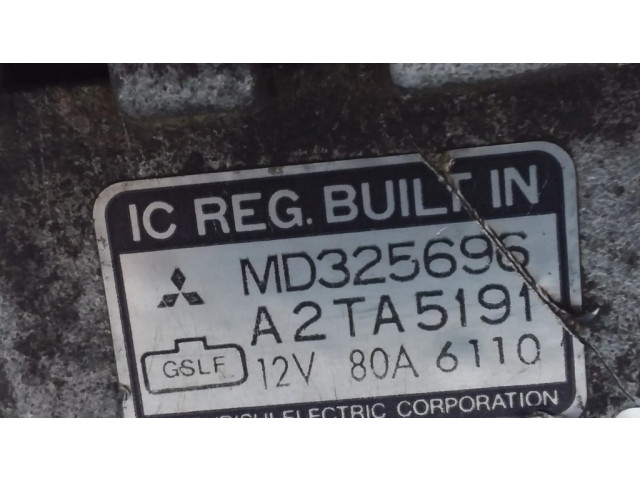 IC REG. BUILT IN
MD325696
A2TA5191
GSLF 12V 80A 6110
ELECTRIC CORPORATION